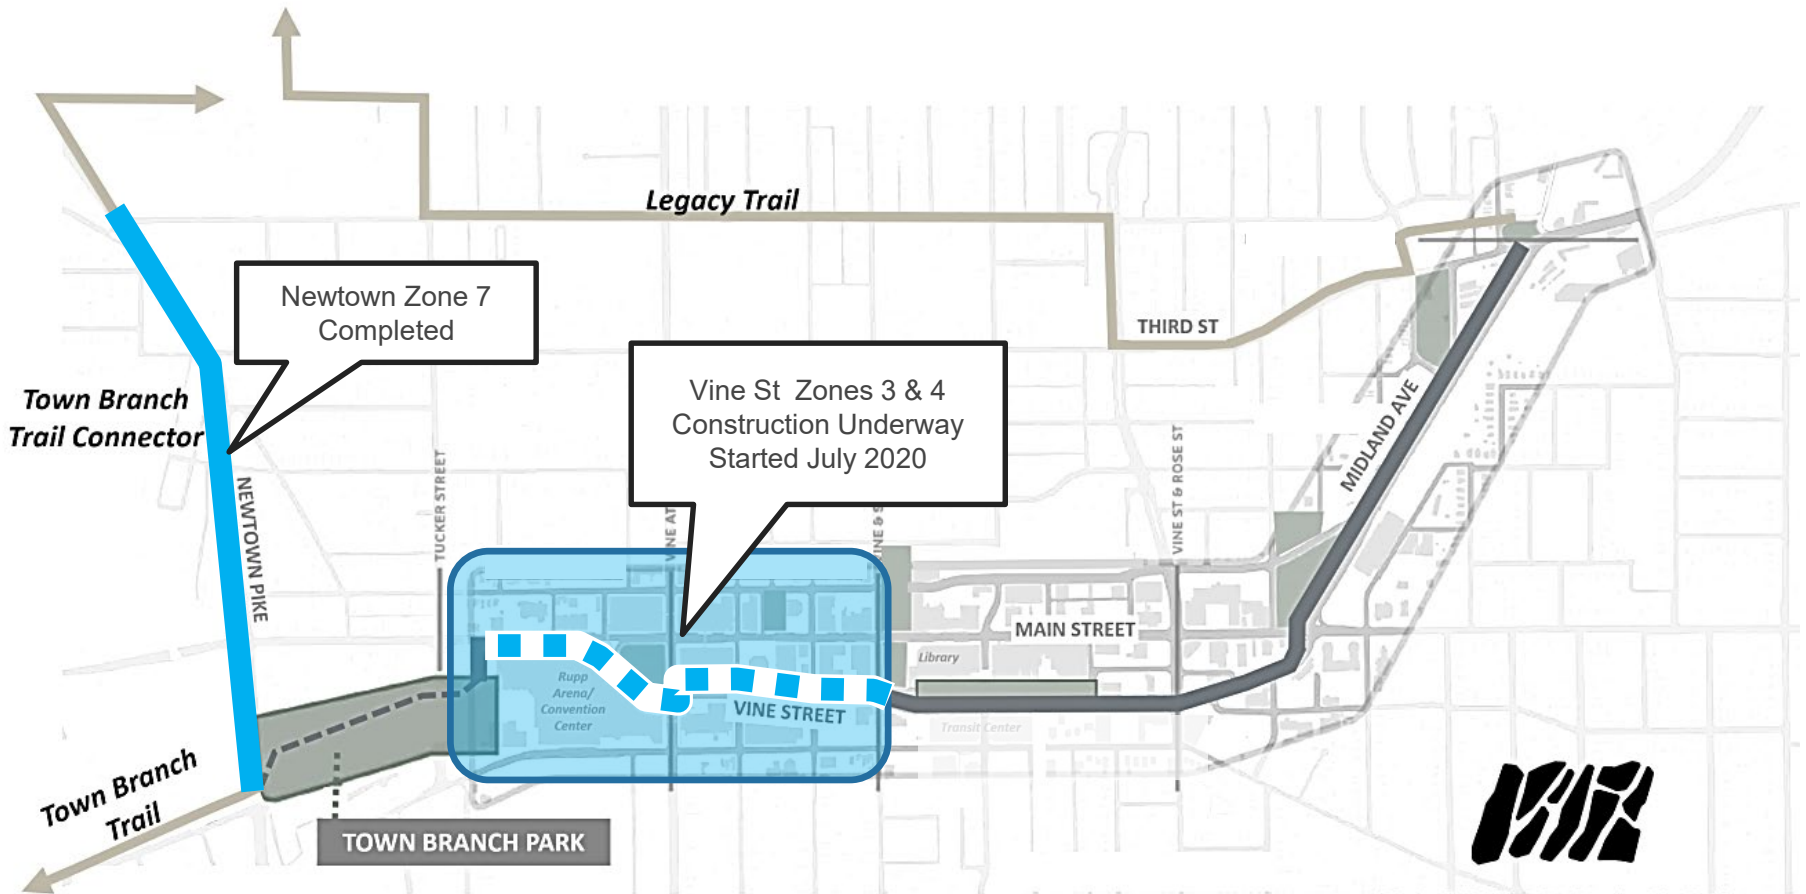 Legacy Trail
Newtown Zone 7
Completed
THIRD ST
Vine St  Zones 3 & 4
Construction Underway
Started July 2020
Town Branch
Trail Connector
MIDLAND AVE
NEWTOWN PIKE
TUCKER STREET
VINE AT
VINE ST & ROSE ST
MAIN STREET
Library
Rupp
Arena/
Convention
Center
VINE STREET
Transit Center
Town Branch
Trail
TOWN BRANCH PARK